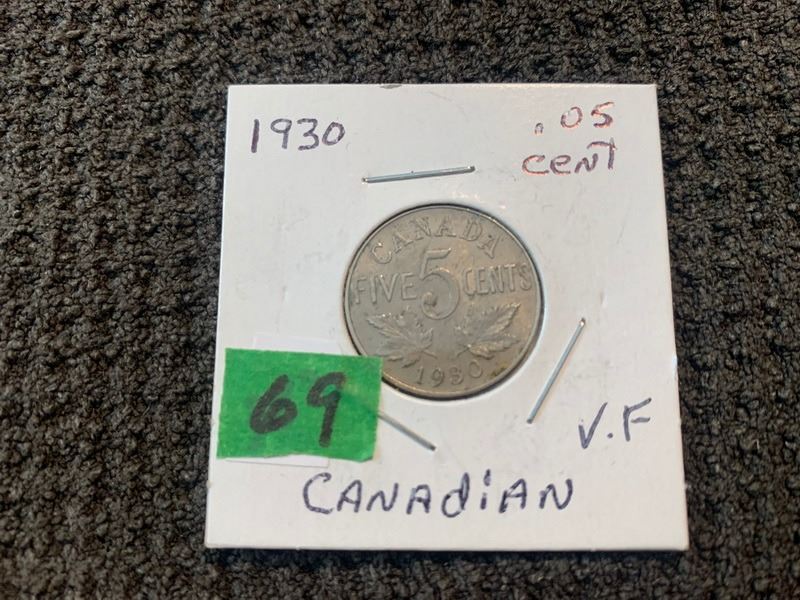 1930
.05
cent
CANADA
FIVE 5 CENTS
1930
69
V.F
CANAdiAN